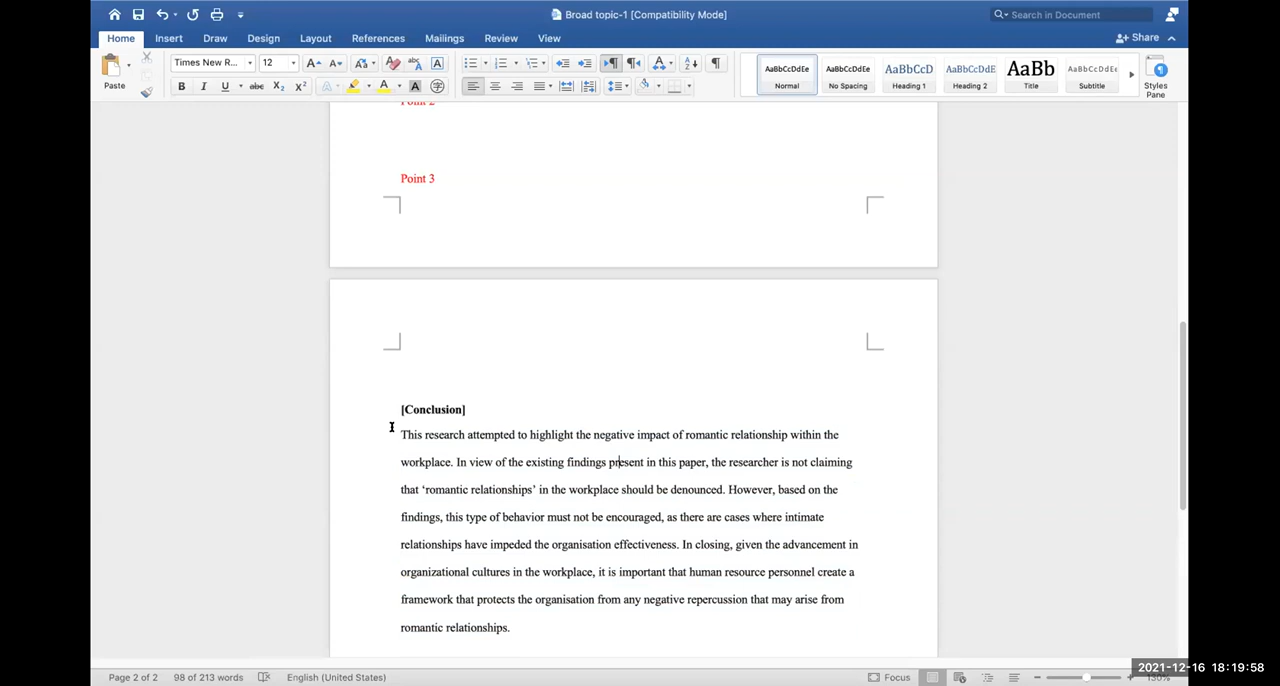 Broad topic-1 [Compatibility Mode]
Search in Document
Home Insert Draw Design Layout References Mailings Review View
Share
Paste
Times New R...
12
AaBbCcDdEe AaBbCcDdEe AaBbCcD AaBbCcDdE AaBb AaBbCcDdEe
Normal No Spacing Heading 1 Heading 2 Title Subtitle
Styles
Pane
Point 2
Point 3
[Conclusion]
This research attempted to highlight the negative impact of romantic relationship within the
workplace. In view of the existing findings present in this paper, the researcher is not claiming
that ‘romantic relationships’ in the workplace should be denounced. However, based on the
findings, this type of behavior must not be encouraged, as there are cases where intimate
relationships have impeded the organisation effectiveness. In closing, given the advancement in
organizational cultures in the workplace, it is important that human resource personnel create a
framework that protects the organisation from any negative repercussion that may arise from
romantic relationships.
Page 2 of 2 98 of 213 words English (United States)
Focus
130%
2021-12-16 18:19:58